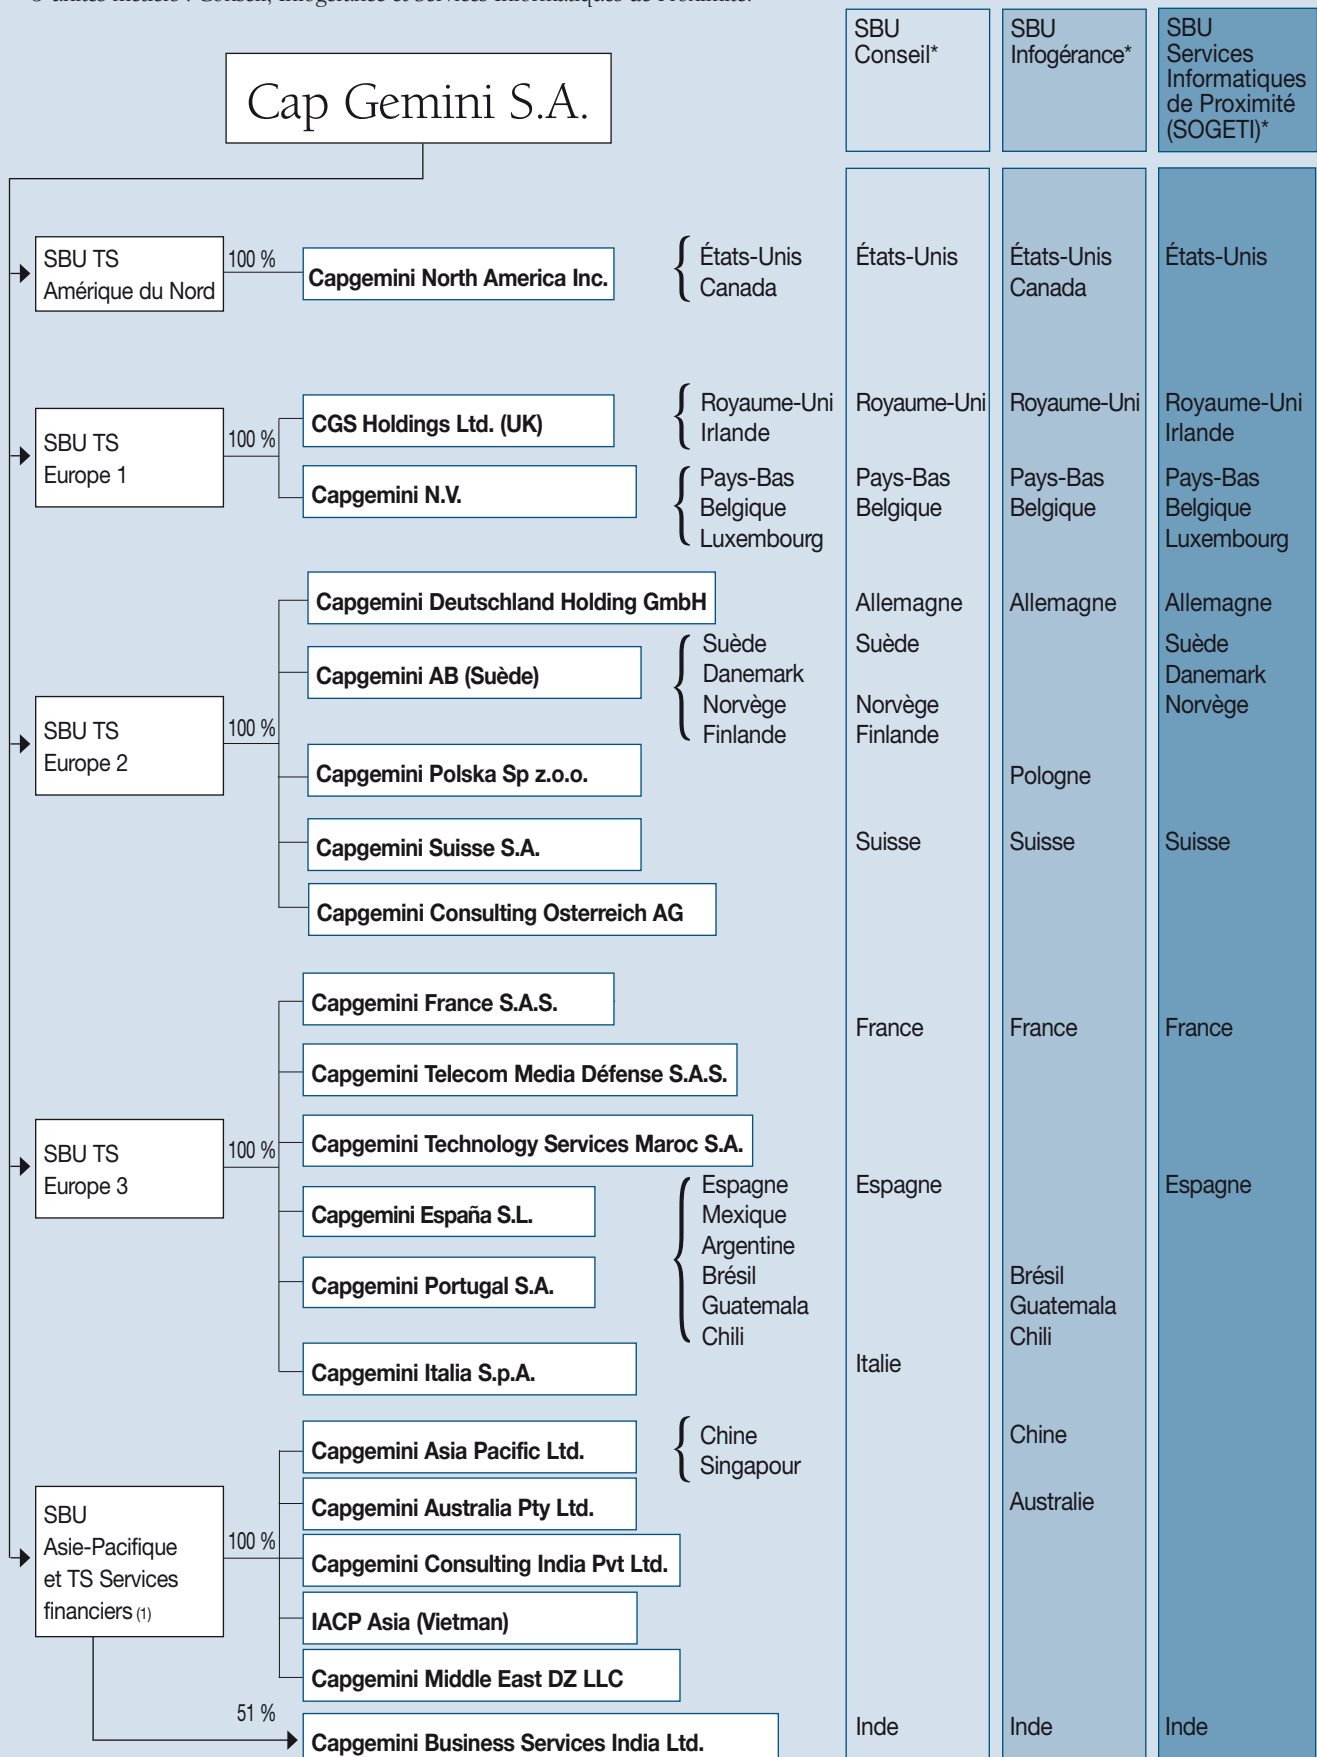 Cap Gemini S.A.
SBU
Conseil*
SBU
Infogérance*
SBU
Services
Informatiques
de Proximité
(SOGETI)*
SBU TS
Amérique du Nord
100 %
Capgemini North America Inc.
États-Unis
Canada
États-Unis
États-Unis
Canada
États-Unis
SBU TS
Europe 1
100 %
CGS Holdings Ltd. (UK)
Royaume-Uni
Irlande
Royaume-Uni
Royaume-Uni
Royaume-Uni
Irlande
Capgemini N.V.
Pays-Bas
Belgique
Luxembourg
Pays-Bas
Belgique
Pays-Bas
Belgique
Pays-Bas
Belgique
Luxembourg
SBU TS
Europe 2
100 %
Capgemini Deutschland Holding GmbH
Allemagne
Allemagne
Allemagne
Capgemini AB (Suède)
Suède
Danemark
Norvège
Finlande
Suède
Norvège
Finlande
Suède
Danemark
Norvège
Capgemini Polska Sp z.o.o.
Pologne
Capgemini Suisse S.A.
Suisse
Suisse
Suisse
Capgemini Consulting Osterreich AG
SBU TS
Europe 3
100 %
Capgemini France S.A.S.
France
France
France
Capgemini Telecom Media Défense S.A.S.
Capgemini Technology Services Maroc S.A.
Capgemini España S.L.
Capgemini Portugal S.A.
Espagne
Mexique
Argentine
Brésil
Guatemala
Chili
Espagne
Brésil
Guatemala
Chili
Espagne
Capgemini Italia S.p.A.
Italie
SBU
Asie-Pacifique
et TS Services
financiers (1)
100 %
Capgemini Asia Pacific Ltd.
Chine
Singapour
Chine
Capgemini Australia Pty Ltd.
Australie
Capgemini Consulting India Pvt Ltd.
IACP Asia (Vietman)
Capgemini Middle East DZ LLC
51 %
Capgemini Business Services India Ltd.
Inde
Inde
Inde